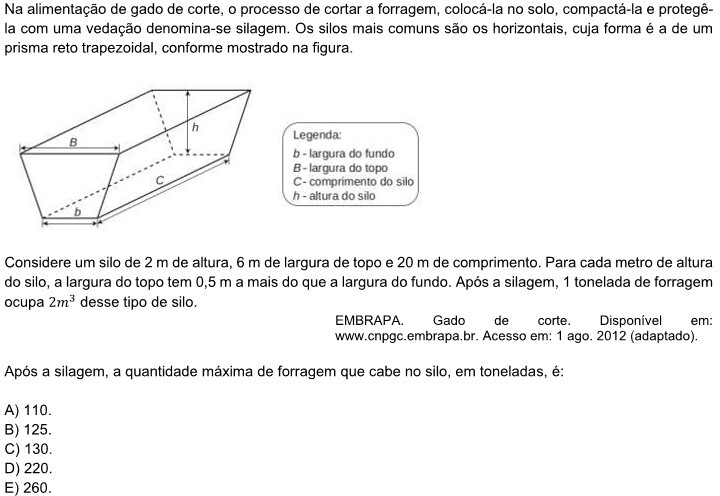 Na alimentação de gado de corte, o processo de cortar a forragem, colocá-la no solo, compactá-la e protegê-
la com uma vedação denomina-se silagem. Os silos mais comuns são os horizontais, cuja forma é a de um
prisma reto trapezoidal, conforme mostrado na figura.
h
B
C
b
Legenda:
b - largura do fundo
B - largura do topo
C - comprimento do silo
h - altura do silo
Considere um silo de 2 m de altura, 6 m de largura de topo e 20 m de comprimento. Para cada metro de altura
do silo, a largura do topo tem 0,5 m a mais do que a largura do fundo. Após a silagem, 1 tonelada de forragem
ocupa 2m³ desse tipo de silo.
EMBRAPA. Gado de corte. Disponível em:
www.cnpgc.embrapa.br. Acesso em: 1 ago. 2012 (adaptado).
Após a silagem, a quantidade máxima de forragem que cabe no silo, em toneladas, é:
A) 110.
B) 125.
C) 130.
D) 220.
E) 260.